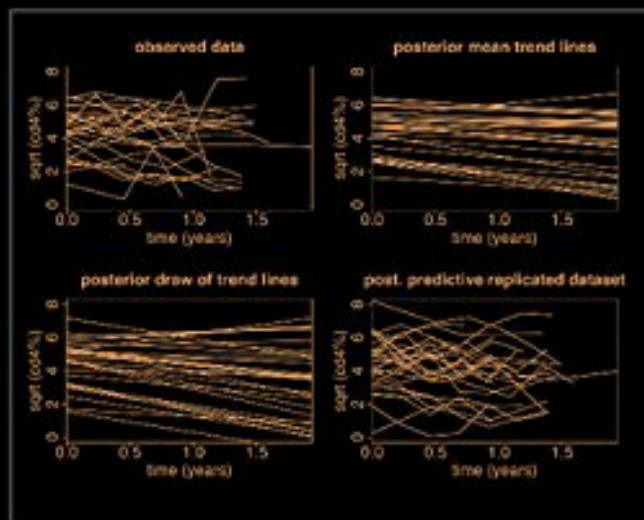 observed data
sqrt (cd4%)
0 2 4 6 8
0.0 0.5 1.0 1.5
time (years)
posterior mean trend lines
sqrt (cd4%)
0 2 4 6 8
0.0 0.5 1.0 1.5
time (years)
posterior draw of trend lines
sqrt (cd4%)
0 2 4 6 8
0.0 0.5 1.0 1.5
time (years)
post. predictive replicated dataset
sqrt (cd4%)
0 2 4 6 8
0.0 0.5 1.0 1.5
time (years)